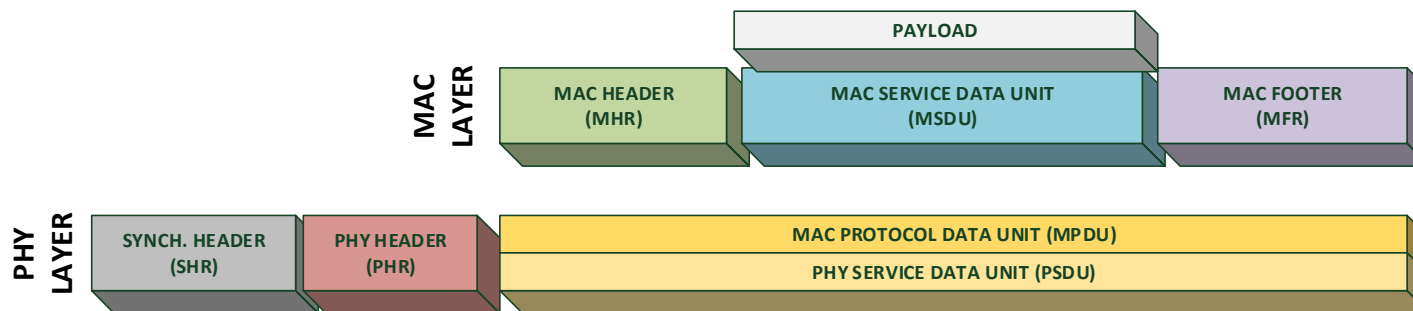 PAYLOAD
MAC
LAYER
MAC HEADER
(MHR)
MAC SERVICE DATA UNIT
(MSDU)
MAC FOOTER
(MFR)
PHY
LAYER
SYNCH. HEADER
(SHR)
PHY HEADER
(PHR)
MAC PROTOCOL DATA UNIT (MPDU)
PHY SERVICE DATA UNIT (PSDU)